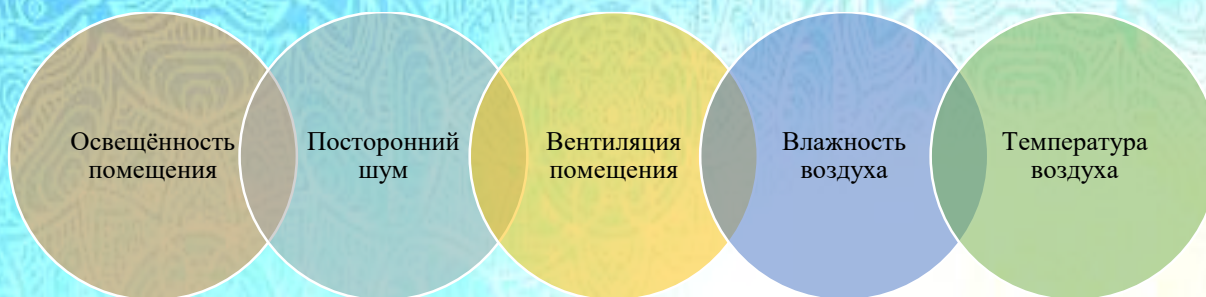 Освещённость
помещения
Посторонний
шум
Вентиляция
помещения
Влажность
воздуха
Температура
воздуха